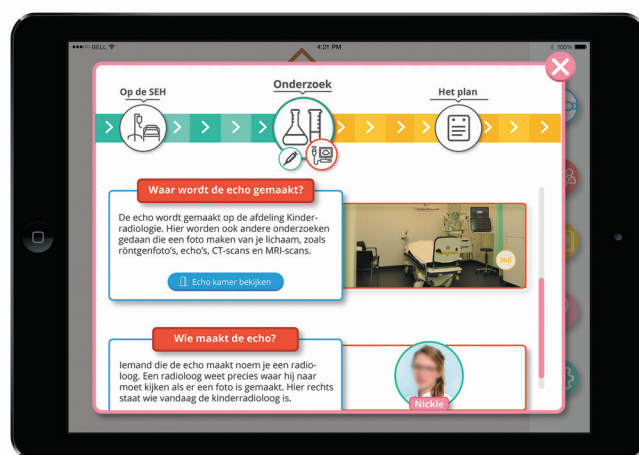 BELL
4:21 PM
100%
Op de SEH
Onderzoek
Het plan
Waar wordt de echo gemaakt?
De echo wordt gemaakt op de afdeling Kinder-
radiologie. Hier worden ook andere onderzoeken
gedaan die een foto maken van je lichaam, zoals
röntgenfoto's, echo's, CT-scans en MRI-scans.
360
Echo kamer bekijken
Wie maakt de echo?
Iemand die de echo maakt noem je een radio-
loog. Een radioloog weet precies waar hij naar
moet kijken als er een foto is gemaakt. Hier rechts
staat wie vandaag de kinderradioloog is.
Nickie